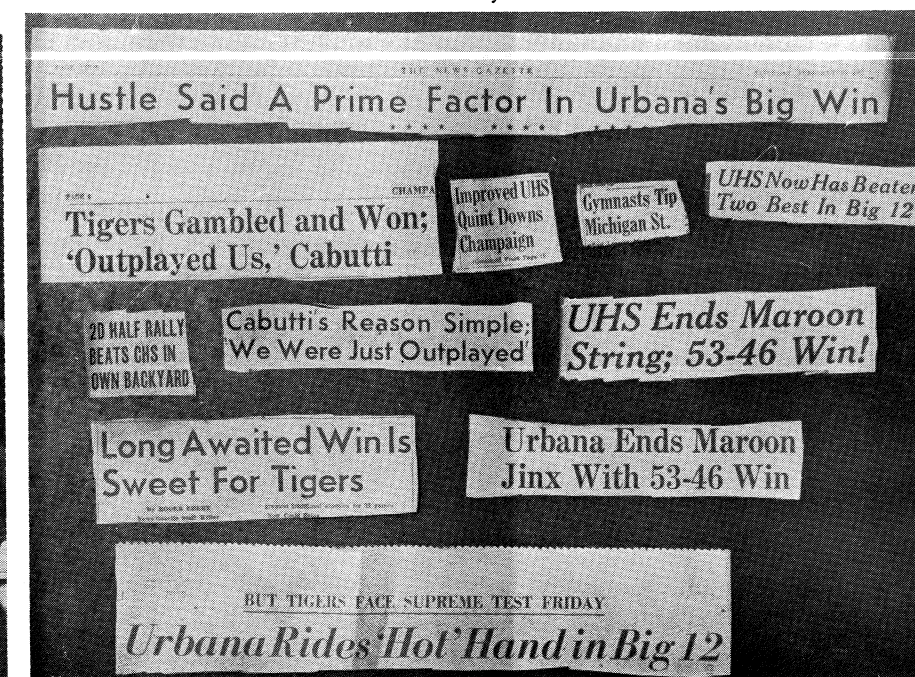 THE NEWS-GAZETTE
Hustle Said A Prime Factor In Urbana's Big Win
★ ★ ★ ★ ★ ★ ★ ★ ★ ★ ★
CHAMPA
Tigers Gambled and Won;
'Outplayed Us,' Cabutti
Improved UHS
Quint Downs
Champaign
Gymnasts Tip
Michigan St.
UHS Now Has Beaten
Two Best In Big 12
2D HALF RALLY
BEATS CHS IN
OWN BACKYARD
Cabutti's Reason Simple;
'We Were Just Outplayed'
UHS Ends Maroon
String; 53-46 Win!
Long Awaited Win Is
Sweet For Tigers
Urbana Ends Maroon
Jinx With 53-46 Win
BUT TIGERS FACE SUPREME TEST FRIDAY
Urbana Rides 'Hot' Hand in Big 12